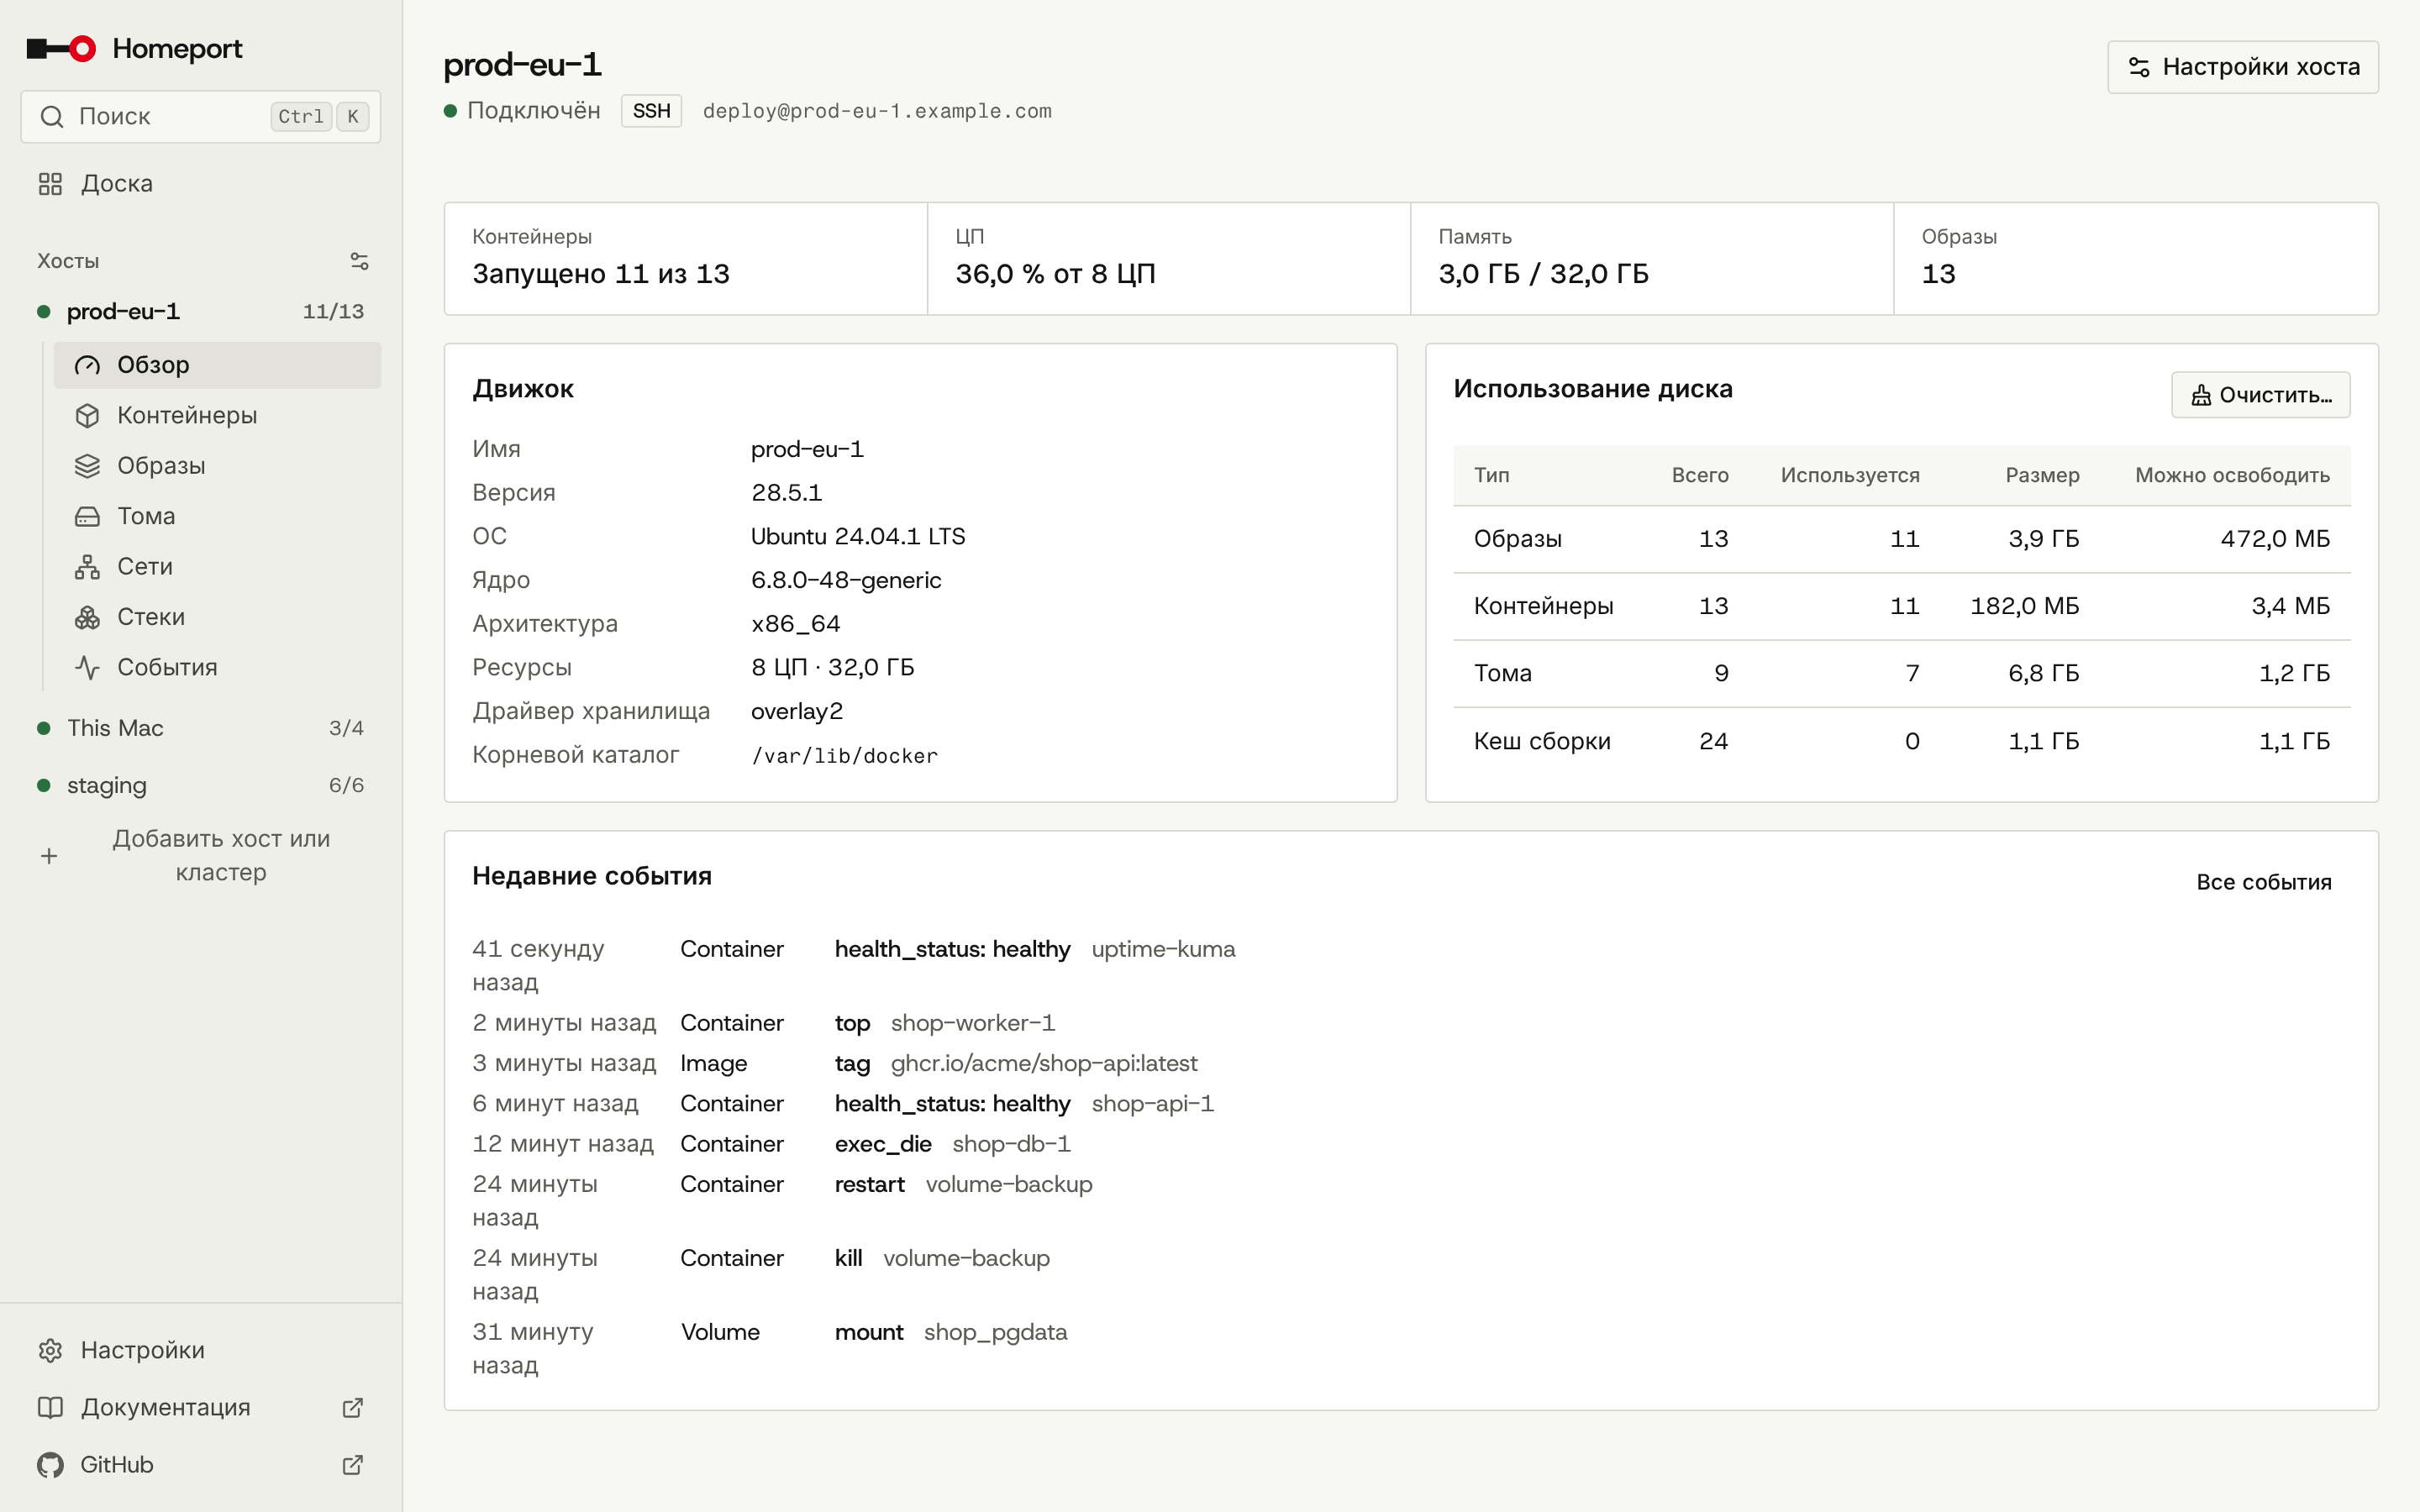 Homeport
Поиск Ctrl K
Доска
Хосты
prod-eu-1 11/13
Обзор
Контейнеры
Образы
Тома
Сети
Стеки
События
This Mac 3/4
staging 6/6
Добавить хост или
кластер
Настройки
Документация
GitHub
prod-eu-1
Подключён SSH deploy@prod-eu-1.example.com
Настройки хоста
Контейнеры
Запущено 11 из 13
ЦП
36,0 % от 8 ЦП
Память
3,0 ГБ / 32,0 ГБ
Образы
13
Движок
Имя prod-eu-1
Версия 28.5.1
ОС Ubuntu 24.04.1 LTS
Ядро 6.8.0-48-generic
Архитектура x86_64
Ресурсы 8 ЦП · 32,0 ГБ
Драйвер хранилища overlay2
Корневой каталог /var/lib/docker
Использование диска
Очистить…
Тип Всего Используется Размер Можно освободить
Образы 13 11 3,9 ГБ 472,0 МБ
Контейнеры 13 11 182,0 МБ 3,4 МБ
Тома 9 7 6,8 ГБ 1,2 ГБ
Кеш сборки 24 0 1,1 ГБ 1,1 ГБ
Недавние события
Все события
41 секунду
назад
Container health_status: healthy uptime-kuma
2 минуты назад Container top shop-worker-1
3 минуты назад Image tag ghcr.io/acme/shop-api:latest
6 минут назад Container health_status: healthy shop-api-1
12 минут назад Container exec_die shop-db-1
24 минуты
назад
Container restart volume-backup
24 минуты
назад
Container kill volume-backup
31 минуту
назад
Volume mount shop_pgdata